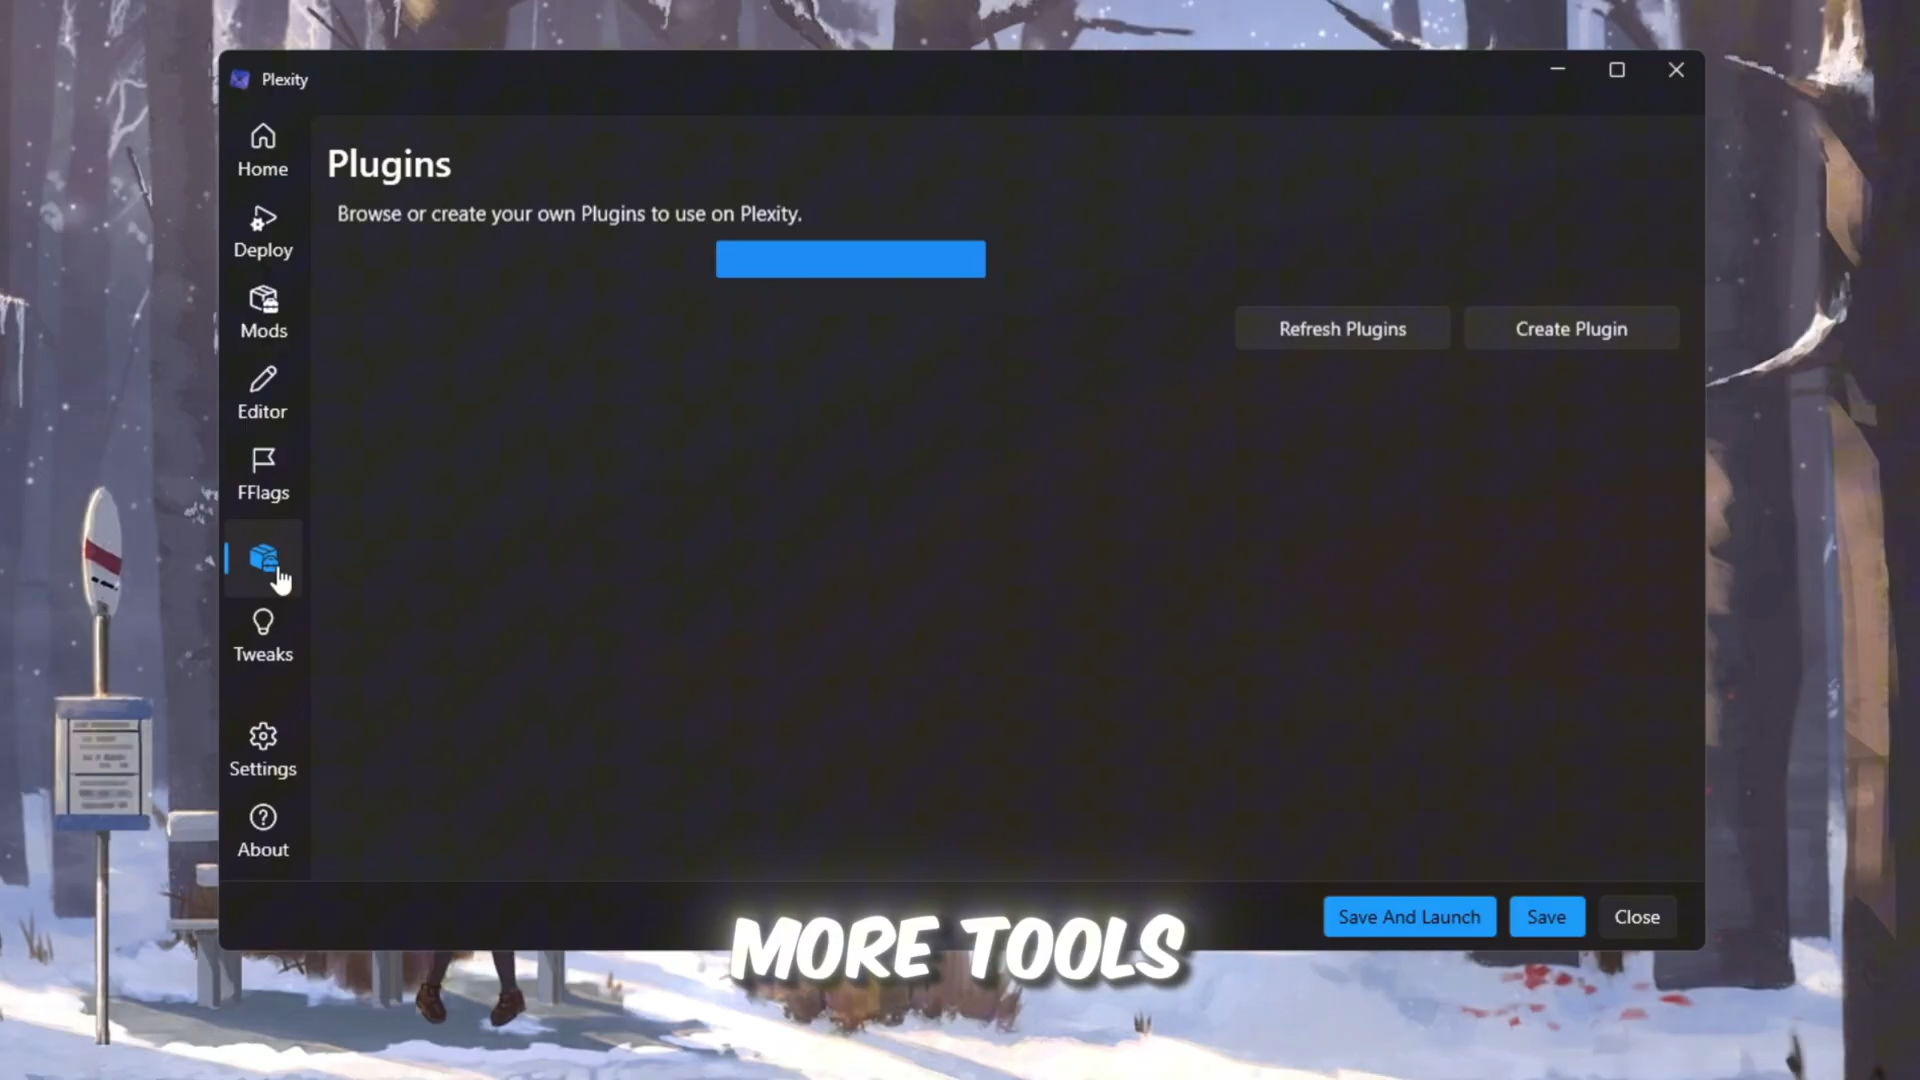 Plexity
Home
Deploy
Mods
Editor
FFlags
Tweaks
Settings
About
Plugins
Browse or create your own Plugins to use on Plexity.
Refresh Plugins
Create Plugin
Save And Launch
Save
Close
MORE TOOLS